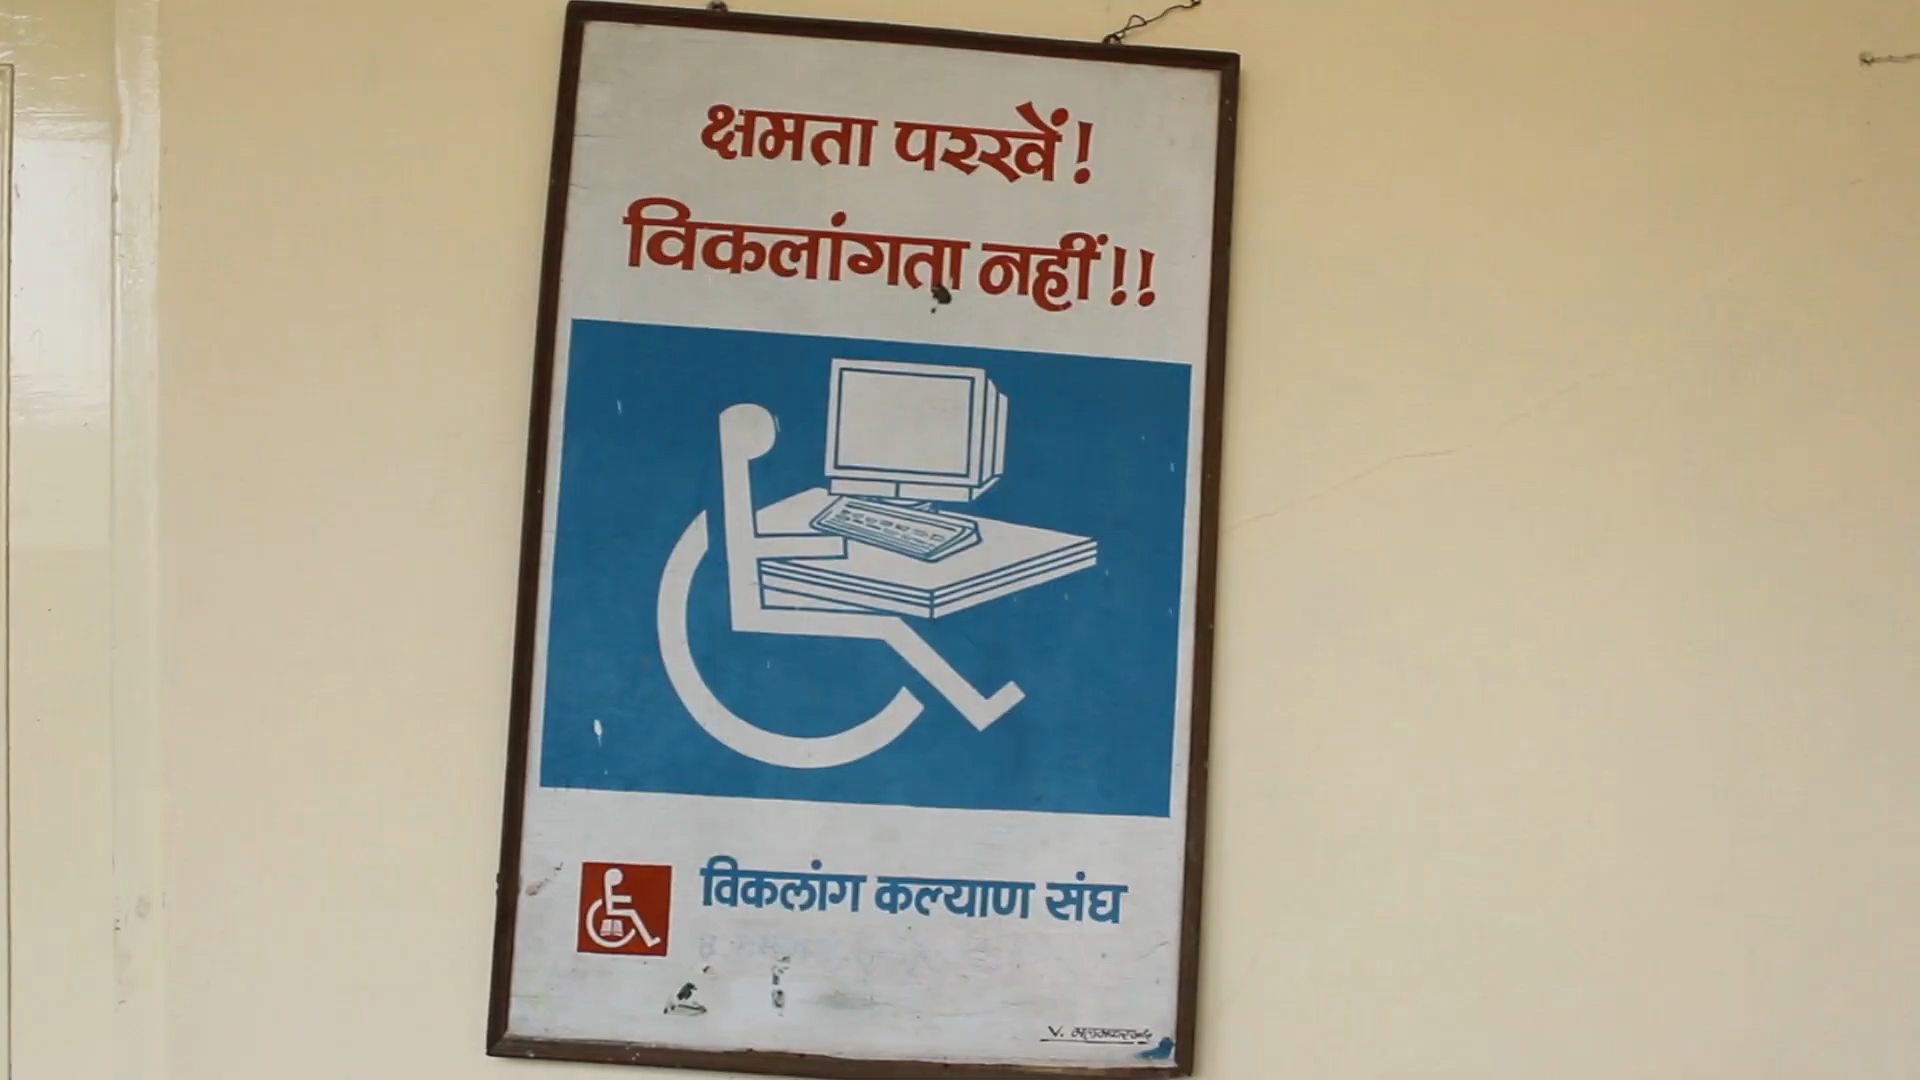 क्षमता परखें!
विकलांगता नहीं!!
विकलांग कल्याण संघ
V.